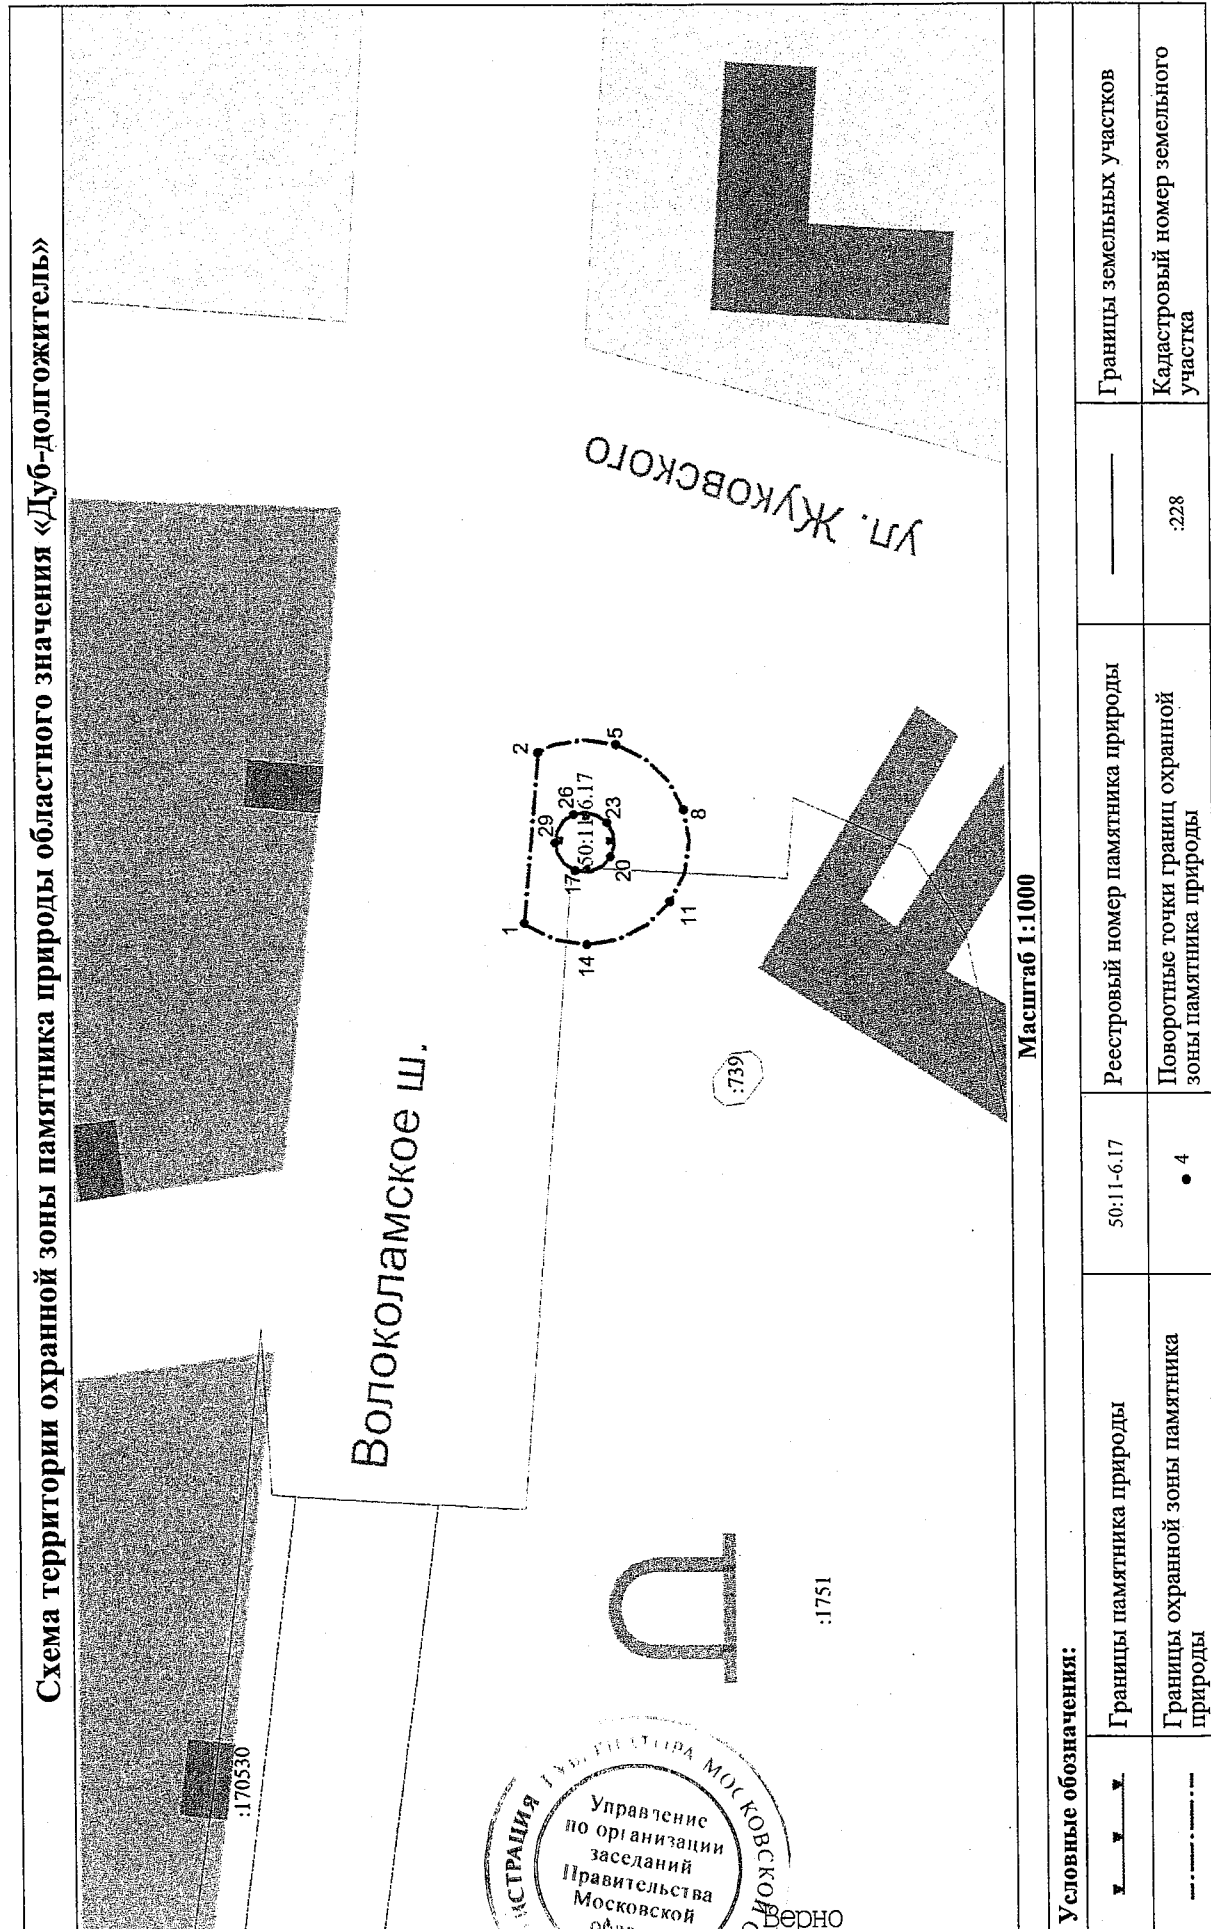 Схема территории охранной зоны памятника природы областного значения «Дуб-долгожитель»
:170530
Волоколамское ш.
ул. Жуковского
1
2
5
8
11
14
17
20
23
26
29
50:11-6.17
:739
:1751
Управление
по организации
заседаний
Правительства
Московской
МОСКОВСКОЙ
Верно
Масштаб 1:1000
Условные обозначения:
Границы памятника природы
50:11-6.17
Реестровый номер памятника природы
Границы земельных участков
Границы охранной зоны памятника
природы
4
Поворотные точки границ охранной
зоны памятника природы
:228
Кадастровый номер земельного
участка